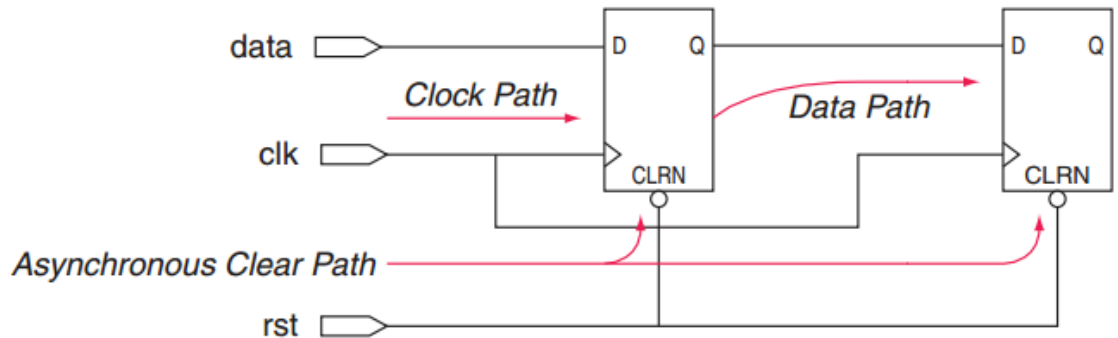 data
D
Q
D
Q
Clock Path
Data Path
clk
CLRN
CLRN
Asynchronous Clear Path
rst